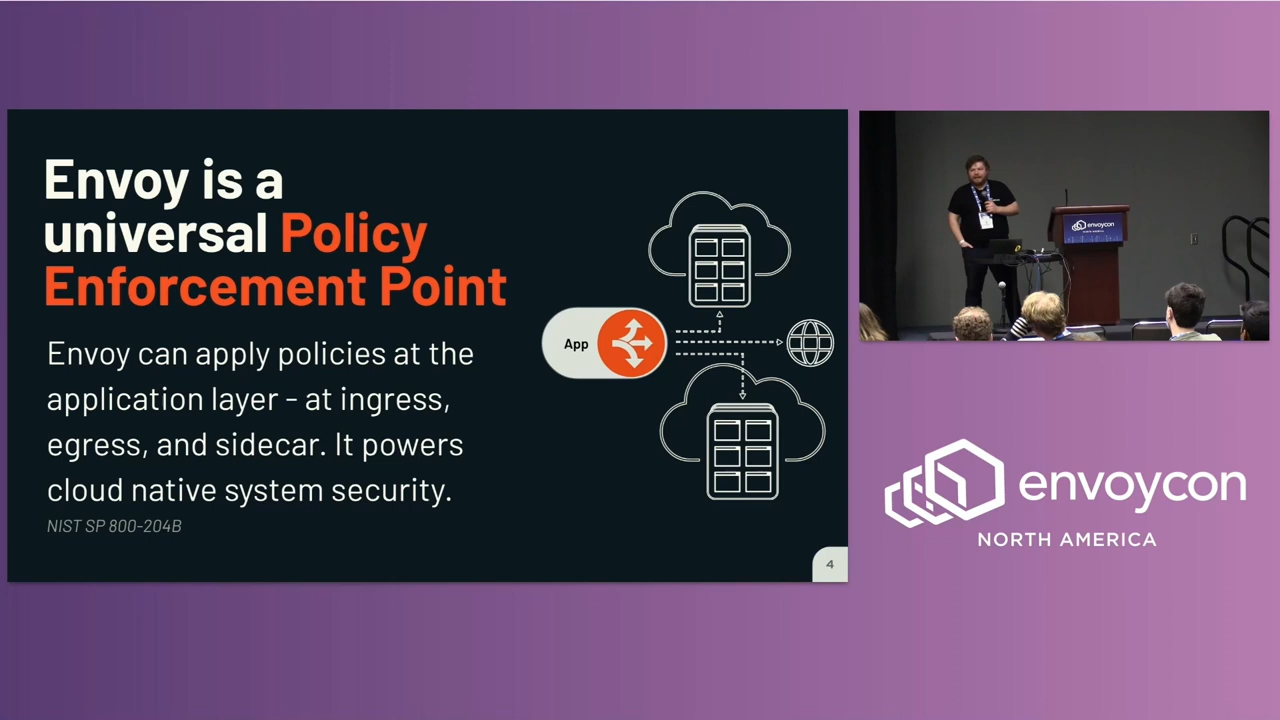 Envoy is a
universal Policy
Enforcement Point
Envoy can apply policies at the
application layer - at ingress,
egress, and sidecar. It powers
cloud native system security.
NIST SP 800-204B
App
4
envoycon
envoycon
NORTH AMERICA